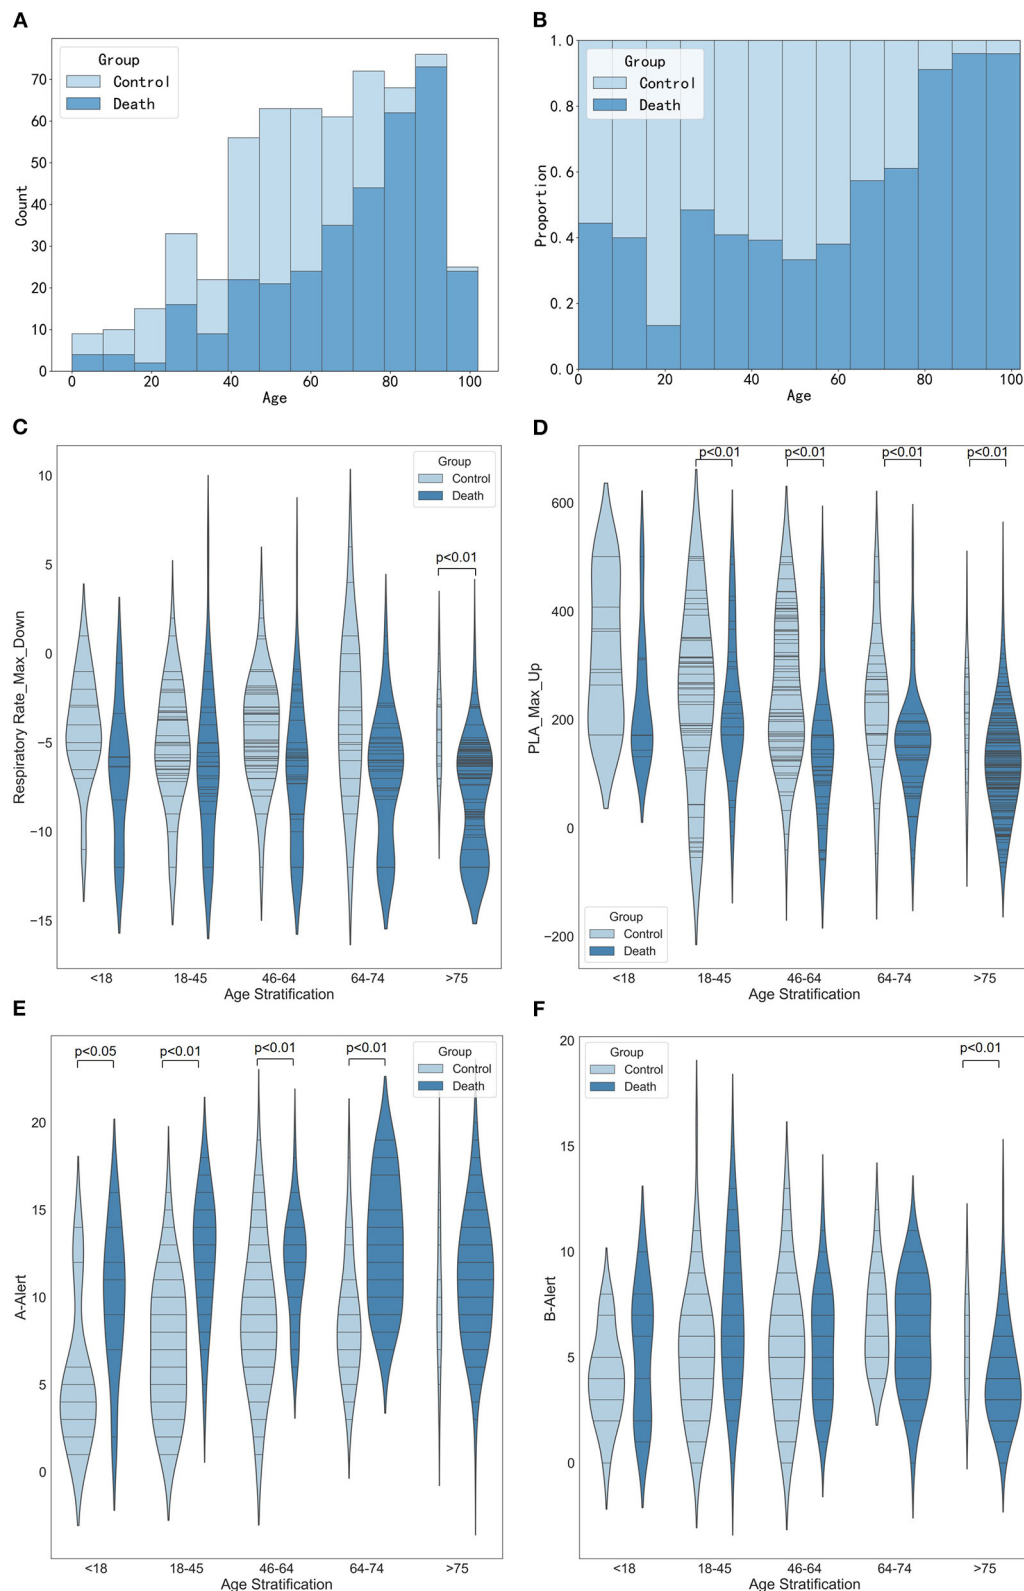 A
Group
Control
Death
70
60
50
40
30
20
10
0
Count
0 20 40 60 80 100
Age
B
Group
Control
Death
1.0
0.8
0.6
0.4
0.2
0.0
Proportion
0 20 40 60 80 100
Age
C
Group
Control
Death
p<0.01
10
5
0
−5
−10
−15
Respiratory Rate_Max_Down
<18 18-45 46-64 64-74 >75
Age Stratification
D
p<0.01 p<0.01 p<0.01 p<0.01
600
400
200
0
−200
PLA_Max_Up
Group
Control
Death
<18 18-45 46-64 64-74 >75
Age Stratification
E
p<0.05 p<0.01 p<0.01 p<0.01
Group
Control
Death
20
15
10
5
0
A-Alert
<18 18-45 46-64 64-74 >75
Age Stratification
F
Group
Control
Death
p<0.01
20
15
10
5
0
B-Alert
<18 18-45 46-64 64-74 >75
Age Stratification